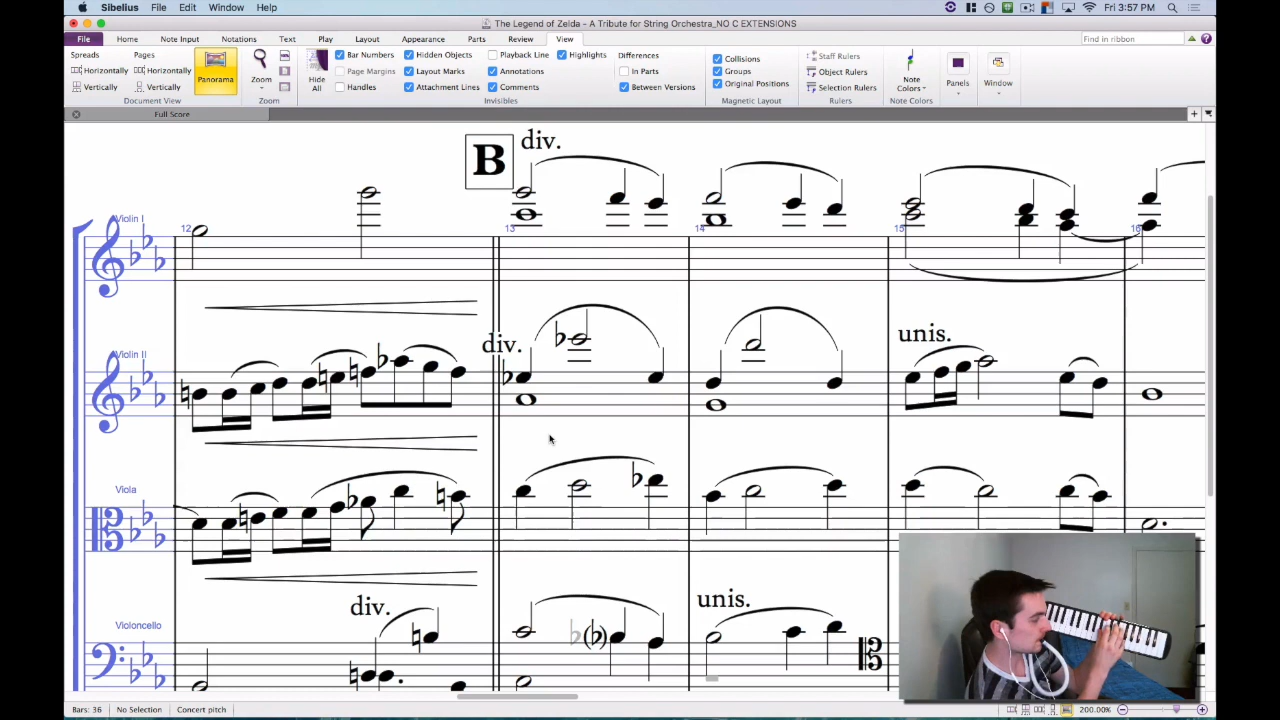 Sibelius File Edit Window Help Fri 3:57 PM
The Legend of Zelda - A Tribute for String Orchestra_NO C EXTENSIONS
File Home Note Input Notations Text Play Layout Appearance Parts Review View Find in ribbon
Spreads Pages Bar Numbers Hidden Objects Playback Line Highlights Differences Collisions Staff Rulers
Horizontally Horizontally Page Margins Layout Marks Annotations In Parts Groups Object Rulers
Vertically Vertically Panorama Zoom Hide All Handles Attachment Lines Comments Between Versions Original Positions Selection Rulers Note Colors Panels Window
Document View Zoom Invisibles Magnetic Layout Rulers Note Colors
Full Score
B div.
Violin I
12 13 14 15 16
div. unis.
Violin II
Viola
div. unis.
Violoncello
Bars: 36 No Selection Concert pitch 200.00%